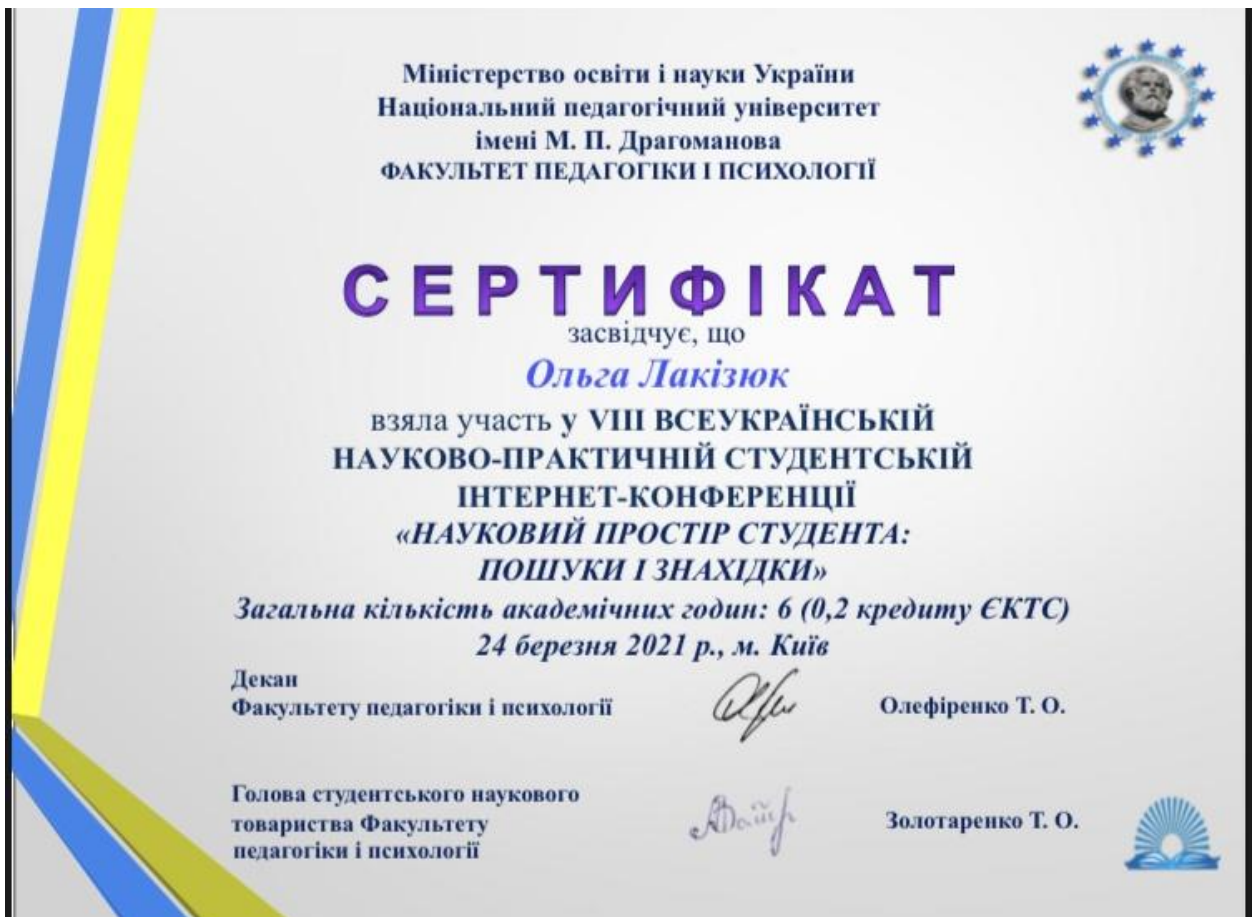 Міністерство освіти і науки України
Національний педагогічний університет
імені М. П. Драгоманова
ФАКУЛЬТЕТ ПЕДАГОГІКИ І ПСИХОЛОГІЇ
СЕРТИФІКАТ
засвідчує, що
Ольга Лакізюк
взяла участь у VIII ВСЕУКРАЇНСЬКІЙ
НАУКОВО-ПРАКТИЧНІЙ СТУДЕНТСЬКІЙ
ІНТЕРНЕТ-КОНФЕРЕНЦІЇ
«НАУКОВИЙ ПРОСТІР СТУДЕНТА:
ПОШУКИ І ЗНАХІДКИ»
Загальна кількість академічних годин: 6 (0,2 кредиту ЄКТС)
24 березня 2021 р., м. Київ
Декан
Факультету педагогіки і психології
Олефіренко Т. О.
Голова студентського наукового
товариства Факультету
педагогіки і психології
Золотаренко Т. О.